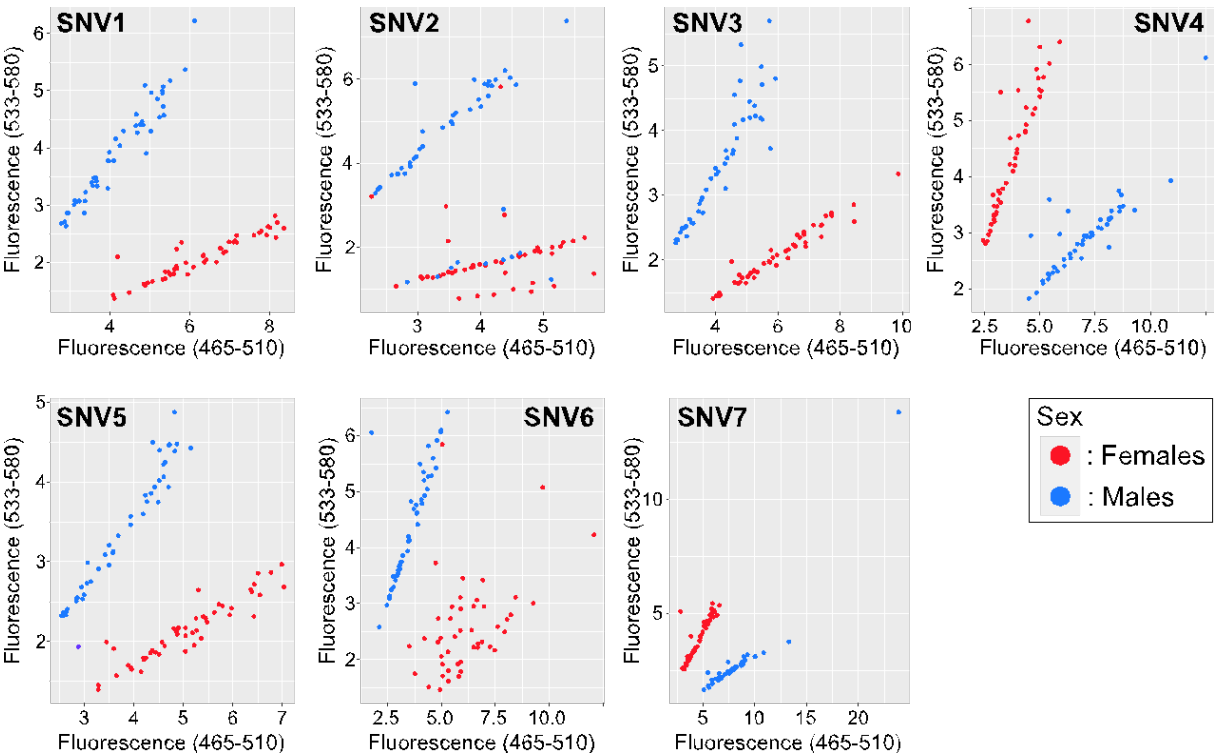 SNV1
SNV2
SNV3
SNV4
Fluorescence (533-580)
6
5
4
3
2
4
6
8
Fluorescence (465-510)
Fluorescence (533-580)
6
4
2
3
4
5
Fluorescence (465-510)
Fluorescence (533-580)
5
4
3
2
4
6
8
10
Fluorescence (465-510)
Fluorescence (533-580)
6
5
4
3
2
2.5
5.0
7.5
10.0
Fluorescence (465-510)
SNV5
SNV6
SNV7
Fluorescence (533-580)
5
4
3
2
3
4
5
6
7
Fluorescence (465-510)
Fluorescence (533-580)
6
5
4
3
2
2.5
5.0
7.5
10.0
Fluorescence (465-510)
Fluorescence (533-580)
10
5
5
10
15
20
Fluorescence (465-510)
Sex
: Females
: Males